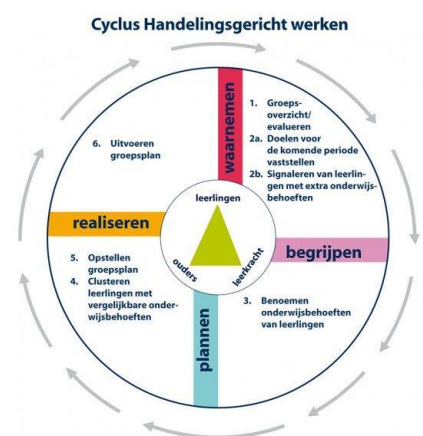 Cyclus Handelingsgericht werken
waarnemen
1. Groeps-
overzicht/
evalueren
2a. Doelen voor
de komende periode
vaststellen
2b. Signaleren van leerlin-
gen met extra onderwijs-
behoeften
begrijpen
3. Benoemen
onderwijsbehoeften
van leerlingen
plannen
4. Clusteren
leerlingen met
vergelijkbare onder-
wijsbehoeften
5. Opstellen
groepsplan
realiseren
6. Uitvoeren
groepsplan
leerlingen
ouders
leerkracht